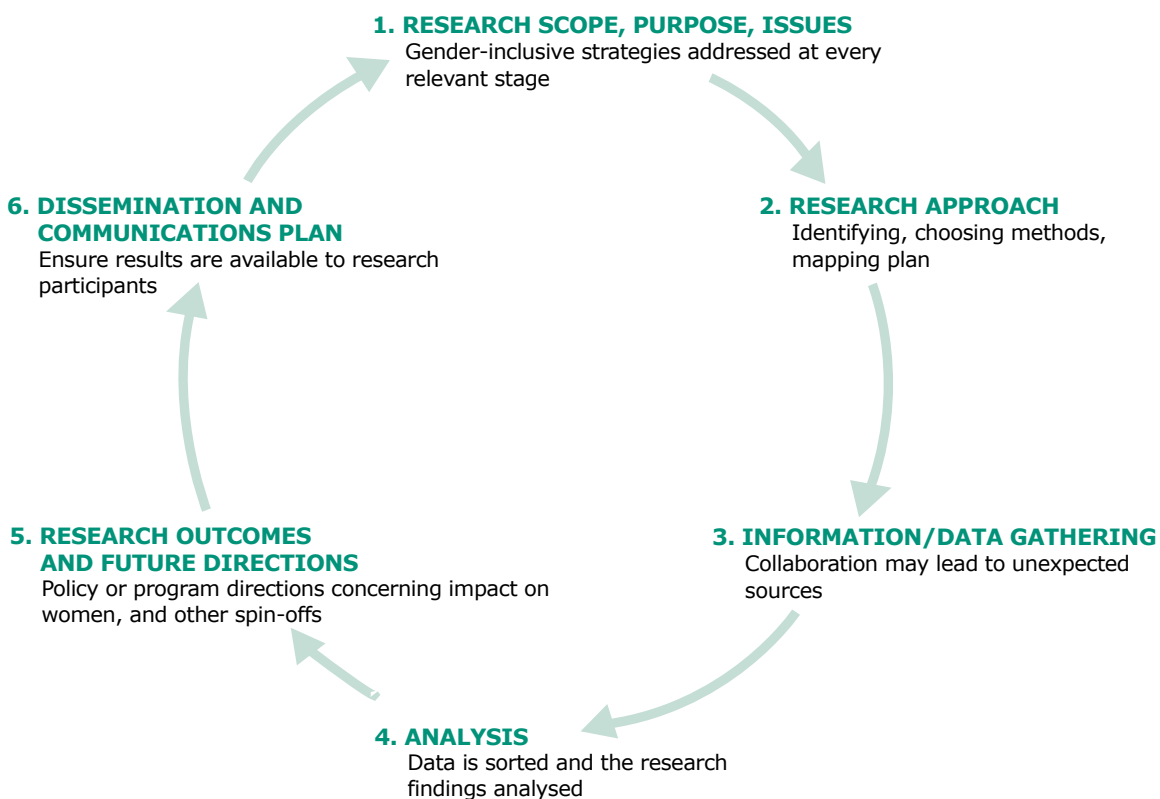 1. RESEARCH SCOPE, PURPOSE, ISSUES
Gender-inclusive strategies addressed at every
relevant stage
2. RESEARCH APPROACH
Identifying, choosing methods,
mapping plan
3. INFORMATION/DATA GATHERING
Collaboration may lead to unexpected
sources
4. ANALYSIS
Data is sorted and the research
findings analysed
5. RESEARCH OUTCOMES
AND FUTURE DIRECTIONS
Policy or program directions concerning impact on
women, and other spin-offs
6. DISSEMINATION AND
COMMUNICATIONS PLAN
Ensure results are available to research
participants